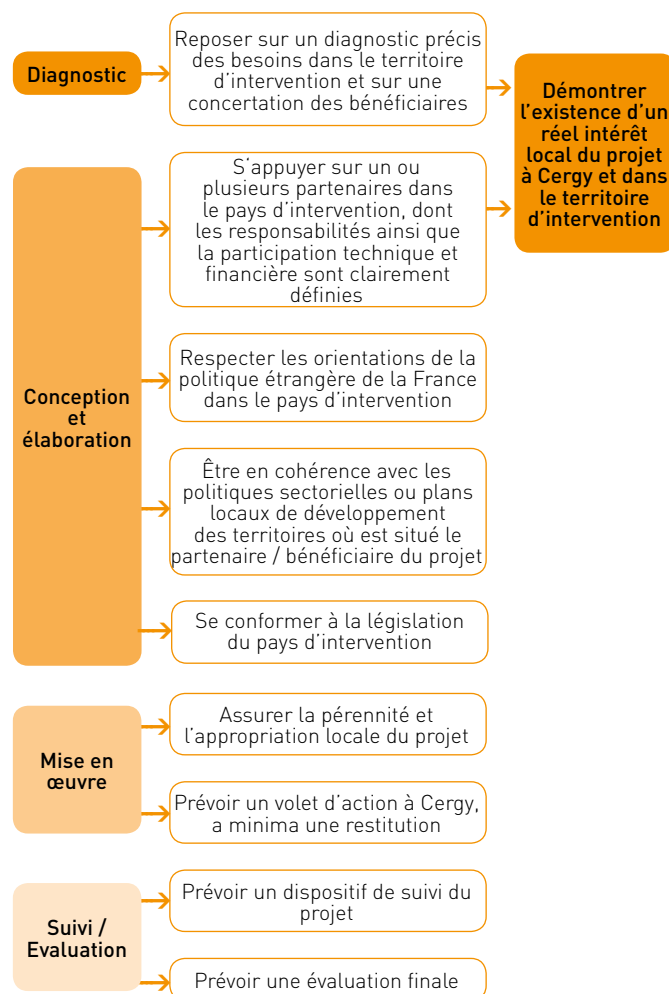 Diagnostic
Reposer sur un diagnostic précis
des besoins dans le territoire
d'intervention et sur une
concertation des bénéficiaires
Démontrer
l'existence d'un
réel intérêt
local du projet
à Cergy et dans
le territoire
d'intervention
Conception
et
élaboration
S'appuyer sur un ou
plusieurs partenaires dans
le pays d'intervention, dont
les responsabilités ainsi que
la participation technique et
financière sont clairement
définies
Respecter les orientations de la
politique étrangère de la France
dans le pays d'intervention
Être en cohérence avec les
politiques sectorielles ou plans
locaux de développement
des territoires où est situé le
partenaire / bénéficiaire du projet
Se conformer à la législation
du pays d'intervention
Mise en
œuvre
Assurer la pérennité et
l'appropriation locale du projet
Prévoir un volet d'action à Cergy,
a minima une restitution
Suivi /
Evaluation
Prévoir un dispositif de suivi du
projet
Prévoir une évaluation finale